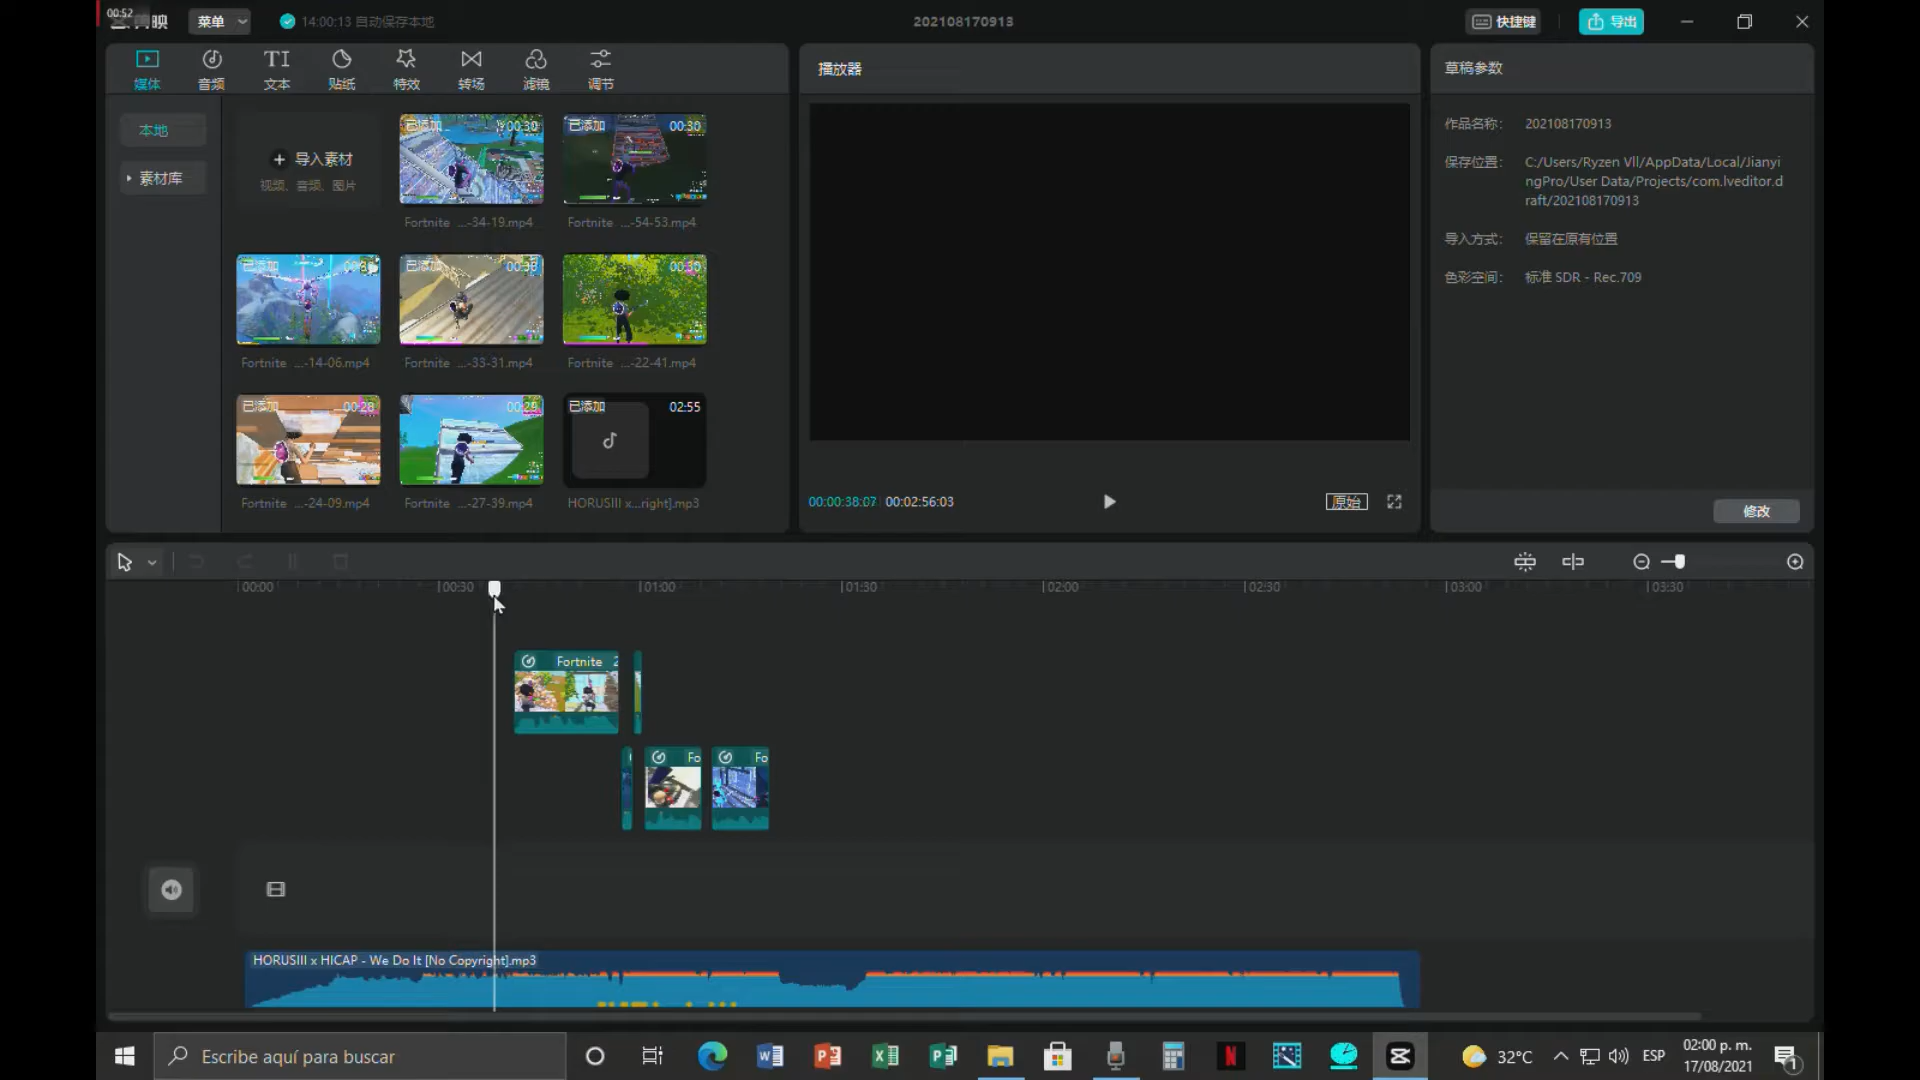 00:52
剪映
菜单
14:00:13 自动保存本地
202108170913
快捷键
导出
媒体
音频
文本
贴纸
特效
转场
滤镜
调节
播放器
草稿参数
本地
素材库
导入素材
视频、音频、图片
已添加 00:30
Fortnite ...-34-19.mp4
已添加 00:30
Fortnite ...-54-53.mp4
已添加
Fortnite ...-14-06.mp4
已添加 00:30
Fortnite ...-33-31.mp4
00:30
Fortnite ...-22-41.mp4
已添加 00:28
Fortnite ...-24-09.mp4
Fortnite ...-27-39.mp4
已添加 02:55
HORUSIII x...right].mp3
00:00:38:07 00:02:56:03
原始
作品名称: 202108170913
保存位置: C:/Users/Ryzen Vll/AppData/Local/Jianyi
ngPro/User Data/Projects/com.lveditor.d
raft/202108170913
导入方式: 保留在原有位置
色彩空间: 标准 SDR - Rec.709
修改
00:00 00:30 01:00 01:30 02:00 02:30 03:00 03:30
Fortnite 2
Fo
Fo
HORUSIII x HICAP - We Do It [No Copyright].mp3
Escribe aquí para buscar
32°C
ESP
02:00 p. m.
17/08/2021
1